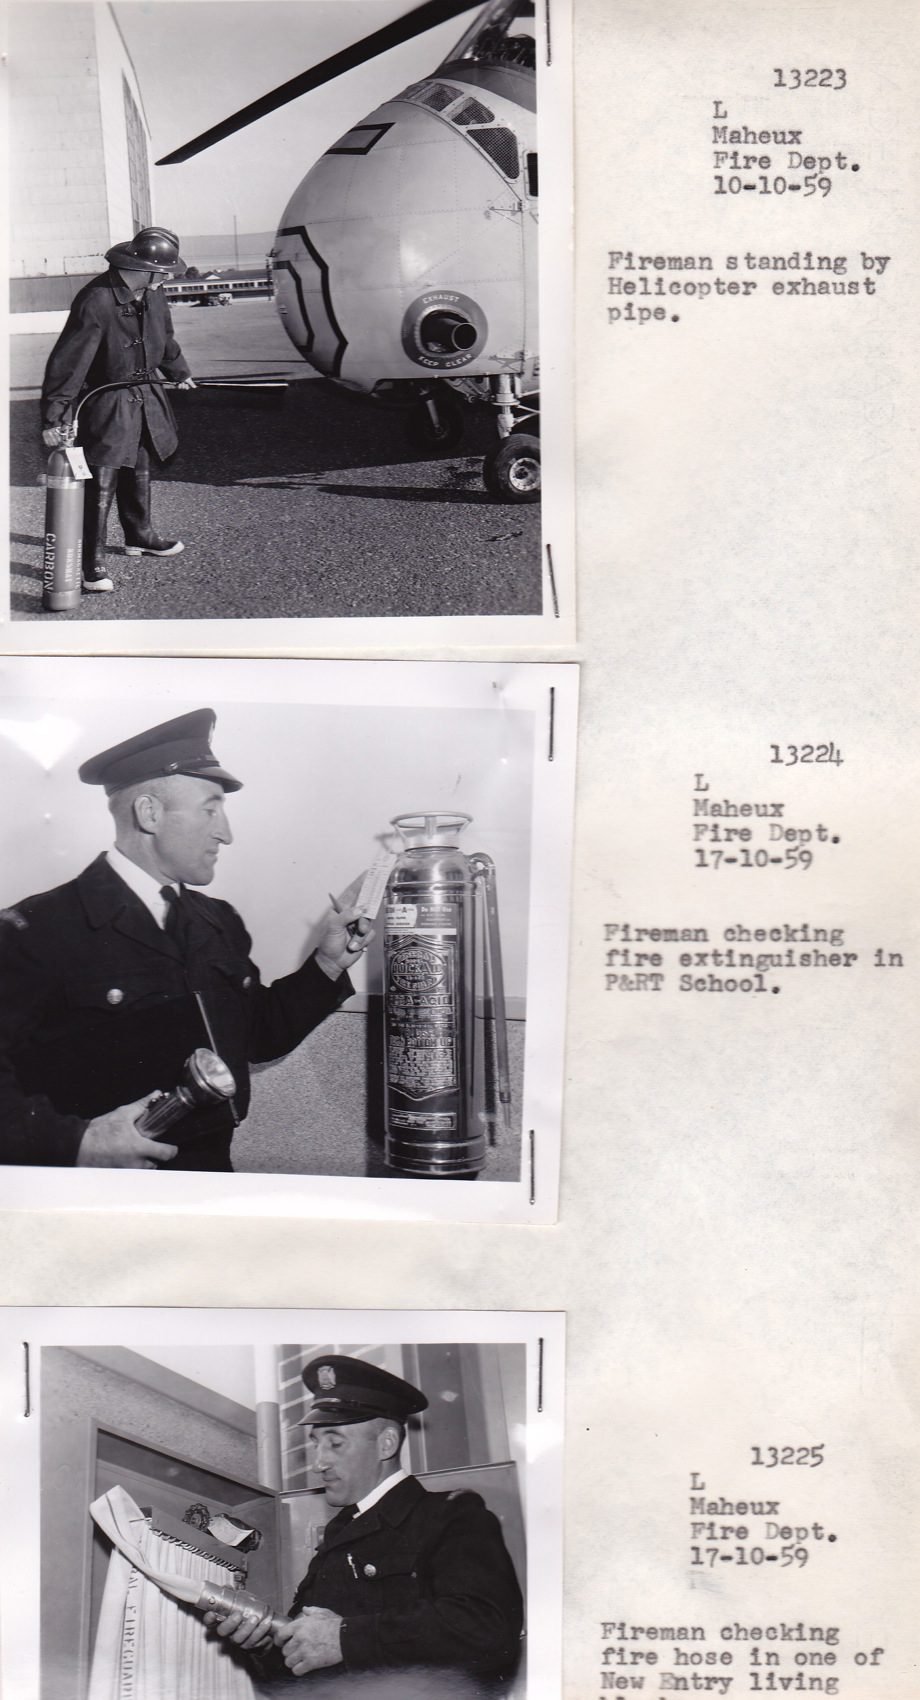 13223
L
Maheux
Fire Dept.
10-10-59
Fireman standing by
Helicopter exhaust
pipe.
EXHAUST
KEEP CLEAR
CARBON
13224
L
Maheux
Fire Dept.
17-10-59
Fireman checking
fire extinguisher in
P&RT School.
SODA-ACID
13225
L
Maheux
Fire Dept.
17-10-59
Fireman checking
fire hose in one of
New Entry living
FIREGUARD